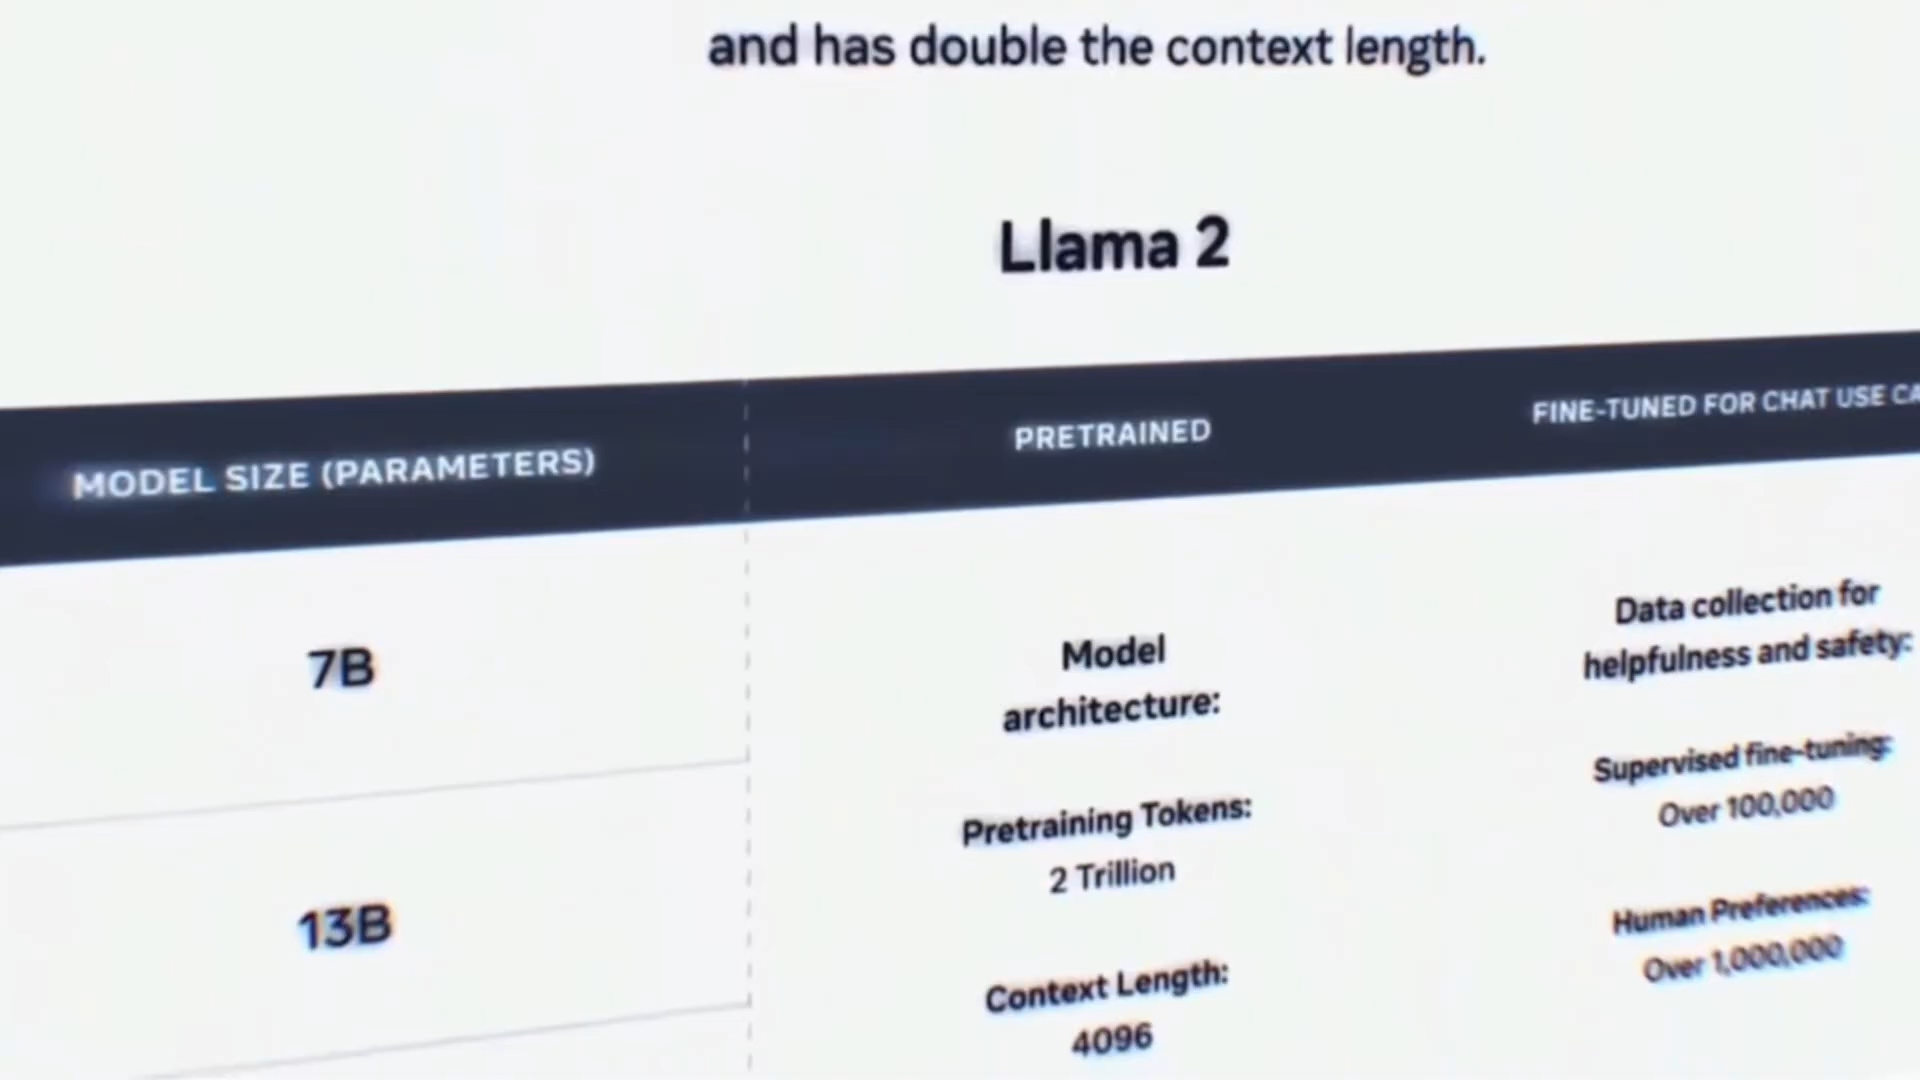 and has double the context length.
Llama 2
MODEL SIZE (PARAMETERS)
PRETRAINED
FINE-TUNED FOR CHAT USE CA
7B
13B
Model
architecture:
Pretraining Tokens:
2 Trillion
Context Length:
4096
Data collection for
helpfulness and safety:
Supervised fine-tuning:
Over 100,000
Human Preferences:
Over 1,000,000